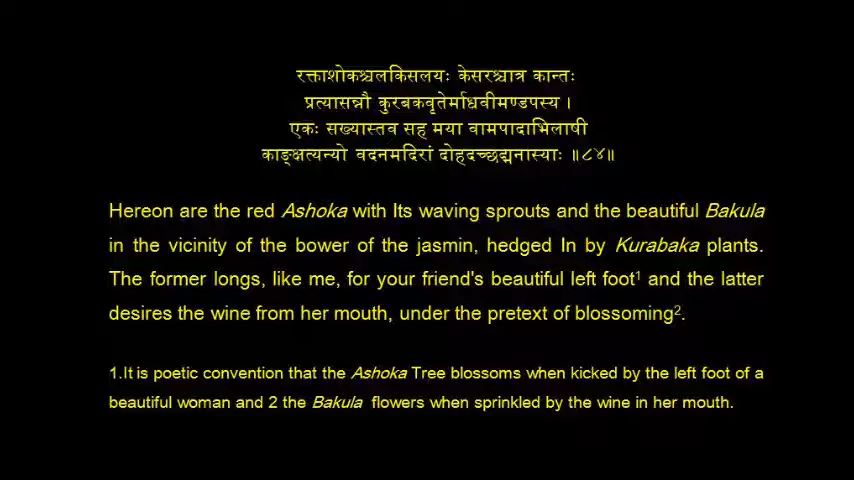 रक्ताशोकश्चलकिसलयः केसरश्चात्र कान्तः
प्रत्यासन्नौ कुरबकवृतेर्माधवीमण्डपस्य ।
एकः सख्यास्तव सह मया वामपादाभिलाषी
काङ्क्षत्यन्यो वदनमदिरां दोहदच्छद्मनास्याः ॥८४॥
Hereon are the red Ashoka with Its waving sprouts and the beautiful Bakula
in the vicinity of the bower of the jasmin, hedged In by Kurabaka plants.
The former longs, like me, for your friend's beautiful left foot¹ and the latter
desires the wine from her mouth, under the pretext of blossoming².
1.It is poetic convention that the Ashoka Tree blossoms when kicked by the left foot of a
beautiful woman and 2 the Bakula flowers when sprinkled by the wine in her mouth.